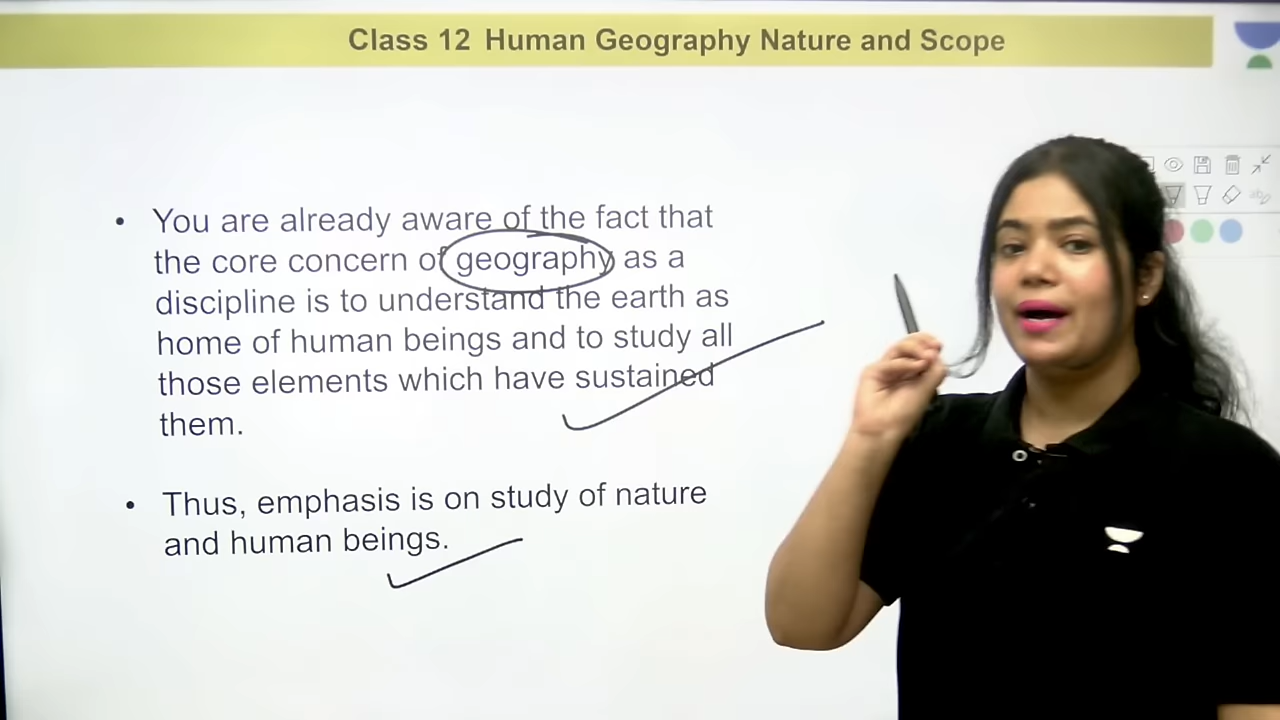 Class 12 Human Geography Nature and Scope
• You are already aware of the fact that
the core concern of geography as a
discipline is to understand the earth as
home of human beings and to study all
those elements which have sustained
them.
• Thus, emphasis is on study of nature
and human beings.